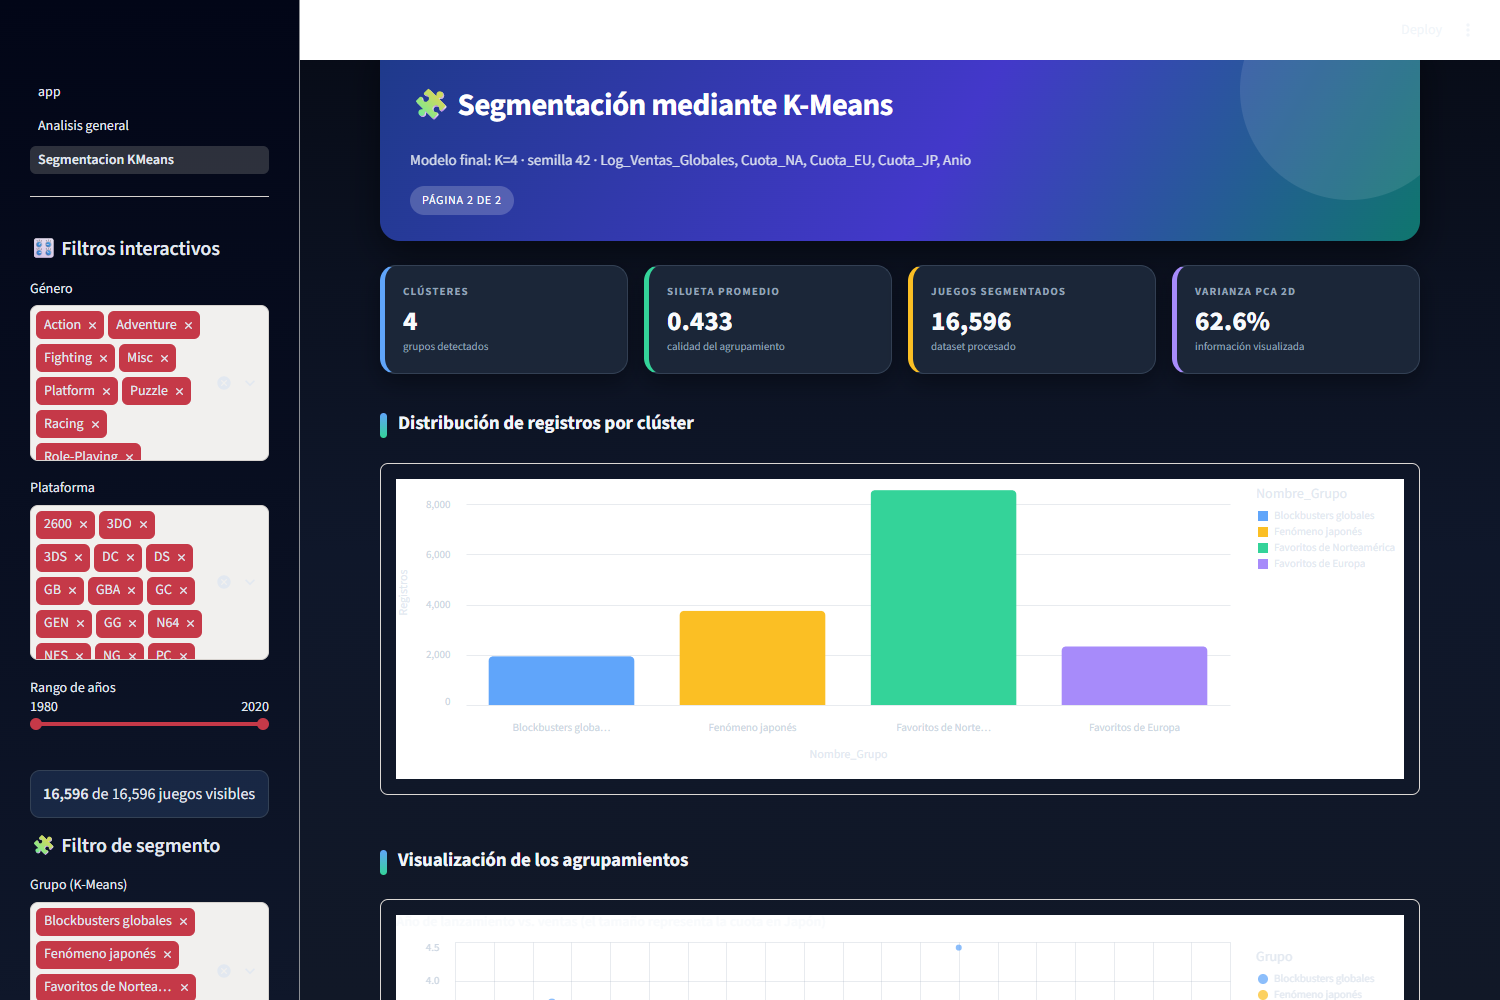 Deploy
app
Analisis general
Segmentacion KMeans
Filtros interactivos
Género
Action × Adventure ×
Fighting × Misc ×
Platform × Puzzle ×
Racing ×
Role-Playing ×
Plataforma
2600 × 3DO ×
3DS × DC × DS ×
GB × GBA × GC ×
GEN × GG × N64 ×
NES × NG × PC ×
Rango de años
1980 2020
16,596 de 16,596 juegos visibles
Filtro de segmento
Grupo (K-Means)
Blockbusters globales ×
Fenómeno japonés ×
Favoritos de Nortea... ×
Segmentación mediante K-Means
Modelo final: K=4 · semilla 42 · Log_Ventas_Globales, Cuota_NA, Cuota_EU, Cuota_JP, Anio
PÁGINA 2 DE 2
CLÚSTERES
4
grupos detectados
SILUETA PROMEDIO
0.433
calidad del agrupamiento
JUEGOS SEGMENTADOS
16,596
dataset procesado
VARIANZA PCA 2D
62.6%
información visualizada
Distribución de registros por clúster
8,000
6,000
4,000
2,000
0
Registros
Blockbusters globa...
Fenómeno japonés
Favoritos de Norte...
Favoritos de Europa
Nombre_Grupo
Nombre_Grupo
Blockbusters globales
Fenómeno japonés
Favoritos de Norteamérica
Favoritos de Europa
Visualización de los agrupamientos
4.5
4.0
Grupo
Blockbusters globales
Fenómeno japonés